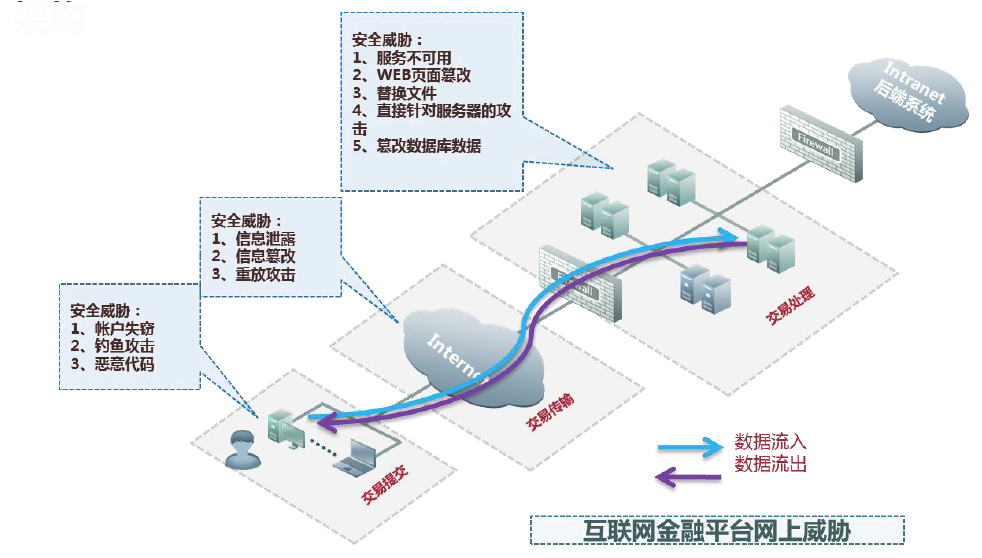 架构
安全威胁：
1、服务不可用
2、WEB页面篡改
3、替换文件
4、直接针对服务器的攻
击
5、篡改数据库数据
Intranet
后端系统
Firewall
安全威胁：
1、信息泄露
2、信息篡改
3、重放攻击
Firewall
交易处理
安全威胁：
1、帐户失窃
2、钓鱼攻击
3、恶意代码
Internet
交易传输
交易提交
数据流入
数据流出
互联网金融平台网上威胁